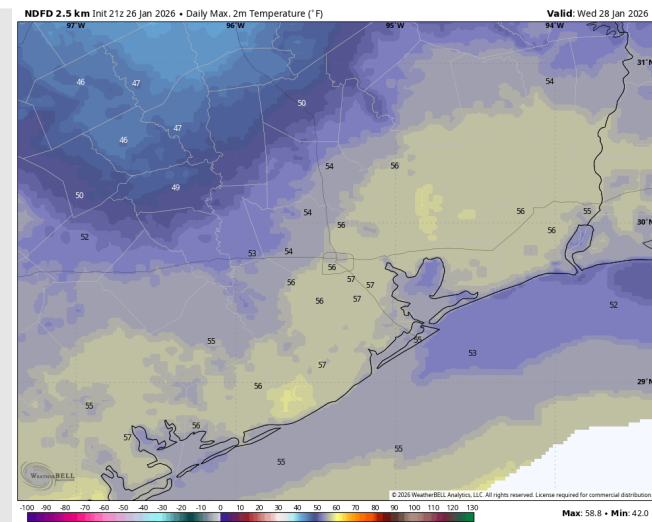 NDFD 2.5 km Init 21z 26 Jan 2026 • Daily Max. 2m Temperature (°F)
Valid: Wed 28 Jan 2026
97°W 96°W 95°W 94°W
31°N
46 47 54
50
46 47
54 56
50 49
54 56 56 55
30°N
52 53 54 56
56
56 57 57
56 57
52
55 55
53
57
29°N
55 56
57 56
55 55
WEATHERBELL
© 2026 WeatherBELL Analytics, LLC. All rights reserved. License required for commercial distribution.
-100 -90 -80 -70 -60 -50 -40 -30 -20 -10 0 10 20 30 40 50 60 70 80 90 100 110 120 130
Max: 58.8 • Min: 42.0